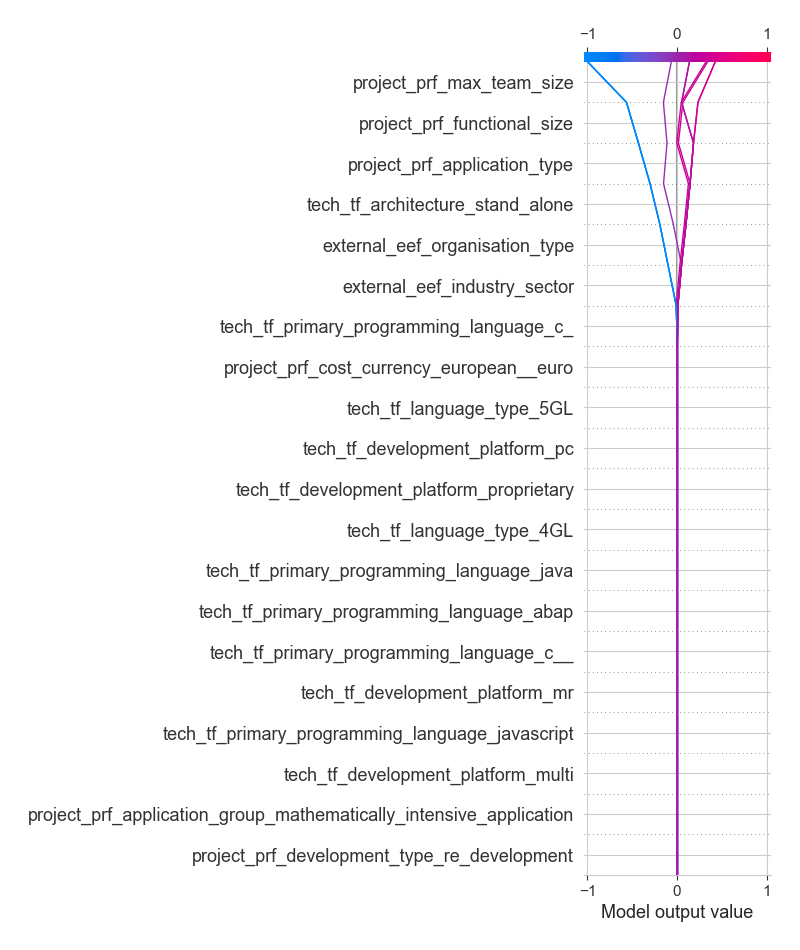 −1 0 1
project_prf_max_team_size
project_prf_functional_size
project_prf_application_type
tech_tf_architecture_stand_alone
external_eef_organisation_type
external_eef_industry_sector
tech_tf_primary_programming_language_c_
project_prf_cost_currency_european__euro
tech_tf_language_type_5GL
tech_tf_development_platform_pc
tech_tf_development_platform_proprietary
tech_tf_language_type_4GL
tech_tf_primary_programming_language_java
tech_tf_primary_programming_language_abap
tech_tf_primary_programming_language_c__
tech_tf_development_platform_mr
tech_tf_primary_programming_language_javascript
tech_tf_development_platform_multi
project_prf_application_group_mathematically_intensive_application
project_prf_development_type_re_development
−1 0 1
Model output value